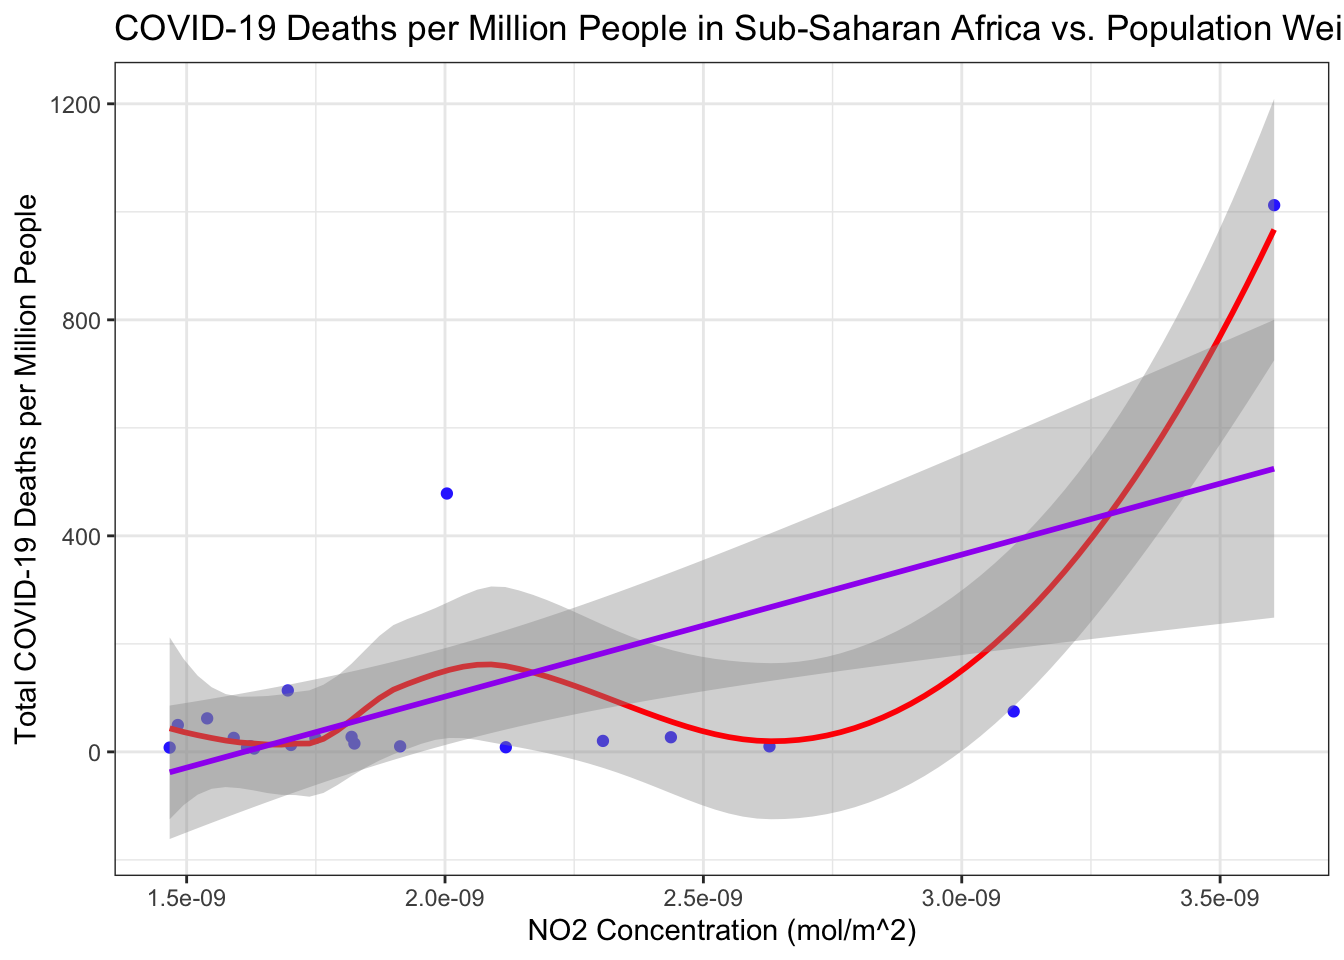 COVID-19 Deaths per Million People in Sub-Saharan Africa vs. Population Wei
Total COVID-19 Deaths per Million People
1200
800
400
0
1.5e-09 2.0e-09 2.5e-09 3.0e-09 3.5e-09
NO2 Concentration (mol/m^2)